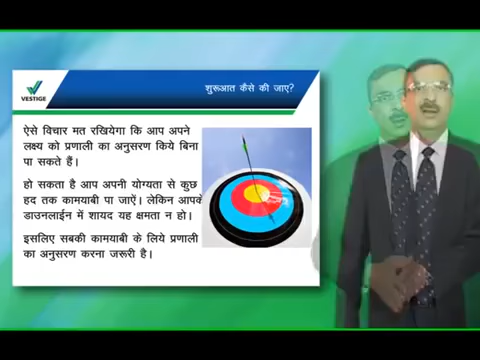 VESTIGE
शुरूआत कैसे की जाए?
ऐसे विचार मत रखियेगा कि आप अपने
लक्ष्य को प्रणाली का अनुसरण किये बिना
पा सकते हैं।
हो सकता है आप अपनी योग्यता से कुछ
हद तक कामयाबी पा जाऐं। लेकिन आपके
डाउनलाईन में शायद यह क्षमता न हो।
इसलिए सबकी कामयाबी के लिये प्रणाली
का अनुसरण करना जरूरी है।